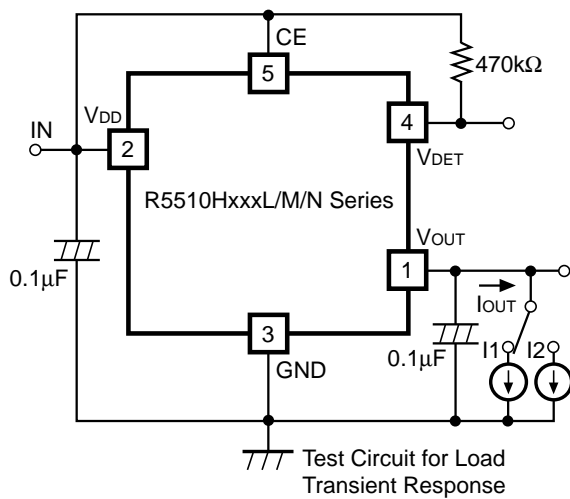 CE
5
470kΩ
IN
VDD
2
4
VDET
R5510HxxxL/M/N Series
VOUT
1
0.1μF
IOUT
3
GND
0.1μF
I1
I2
Test Circuit for Load
Transient Response